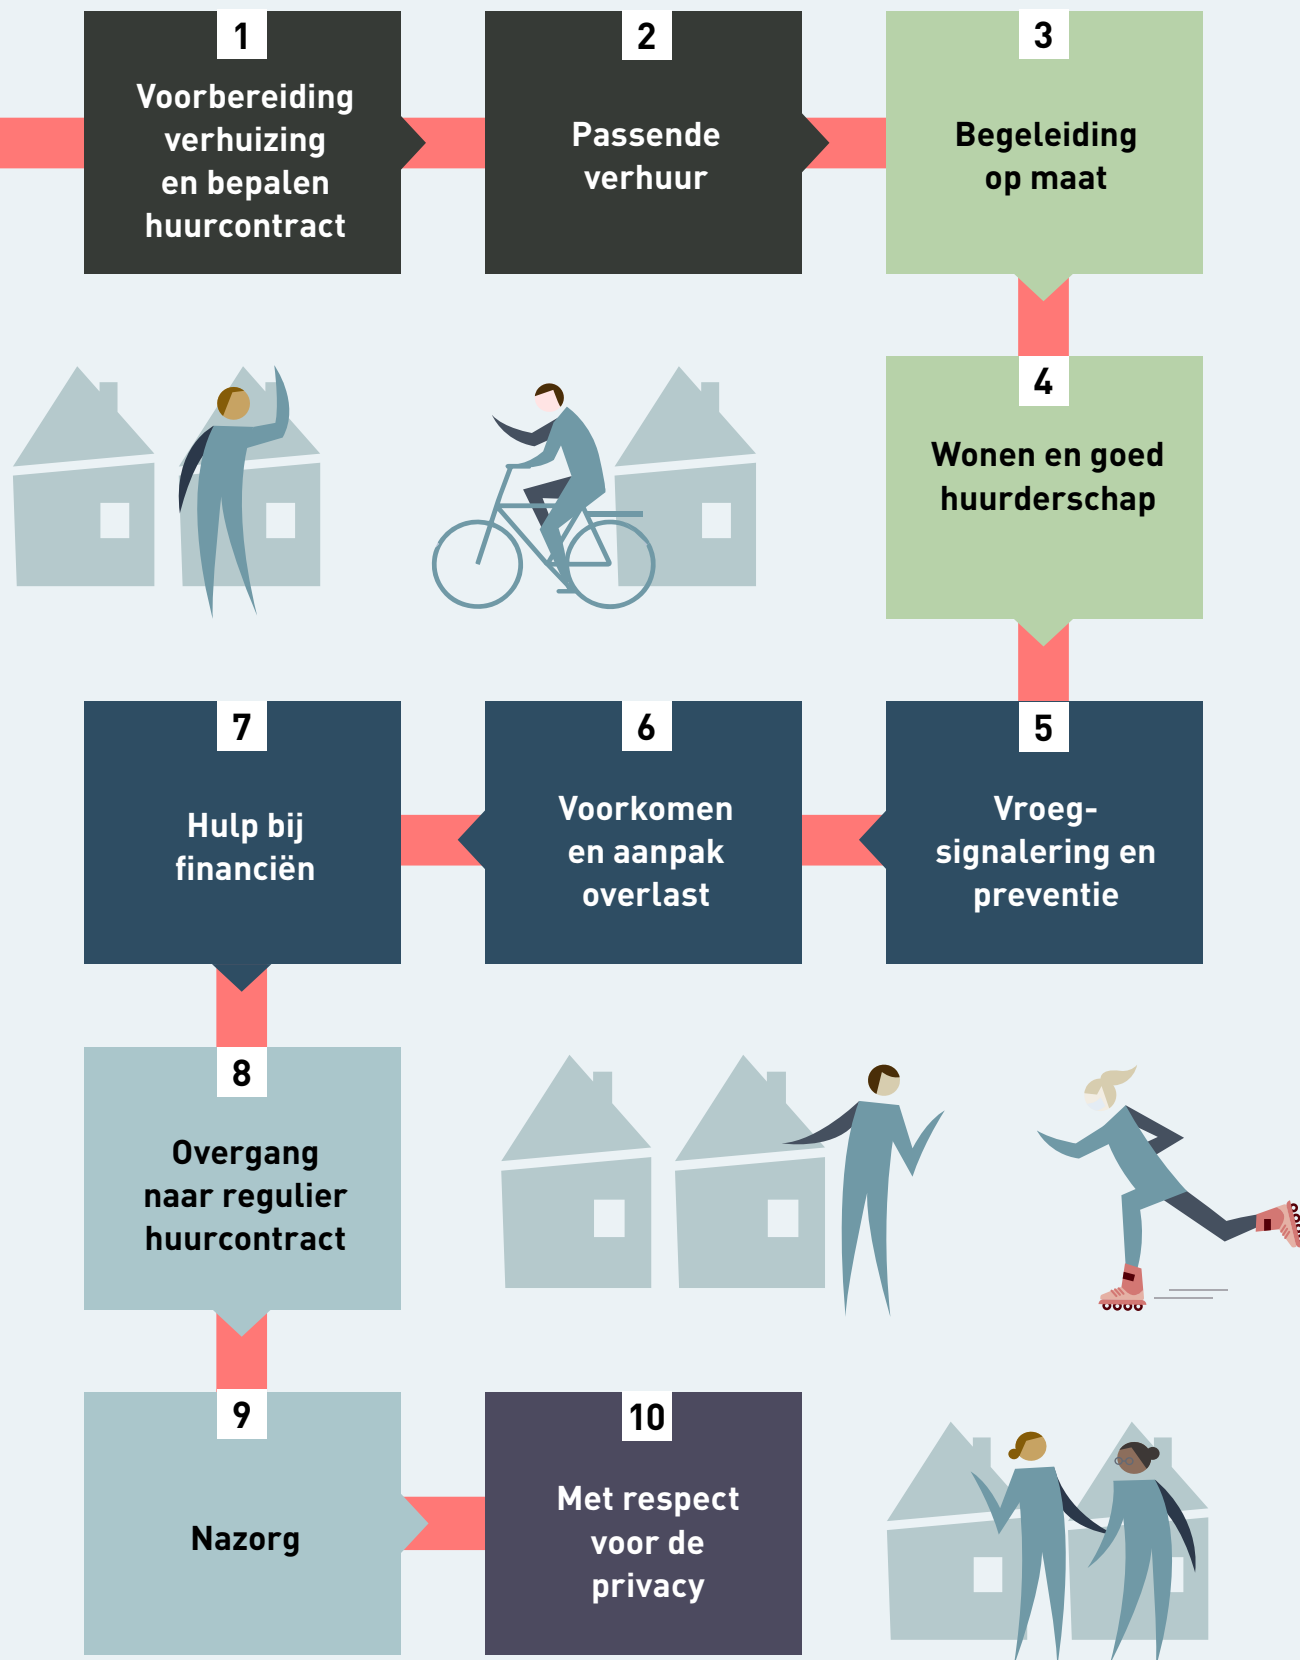 1
Voorbereiding
verhuizing
en bepalen
huurcontract
2
Passende
verhuur
3
Begeleiding
op maat
4
Wonen en goed
huurderschap
5
Vroeg-
signalering en
preventie
6
Voorkomen
en aanpak
overlast
7
Hulp bij
financiën
8
Overgang
naar regulier
huurcontract
9
Nazorg
10
Met respect
voor de
privacy